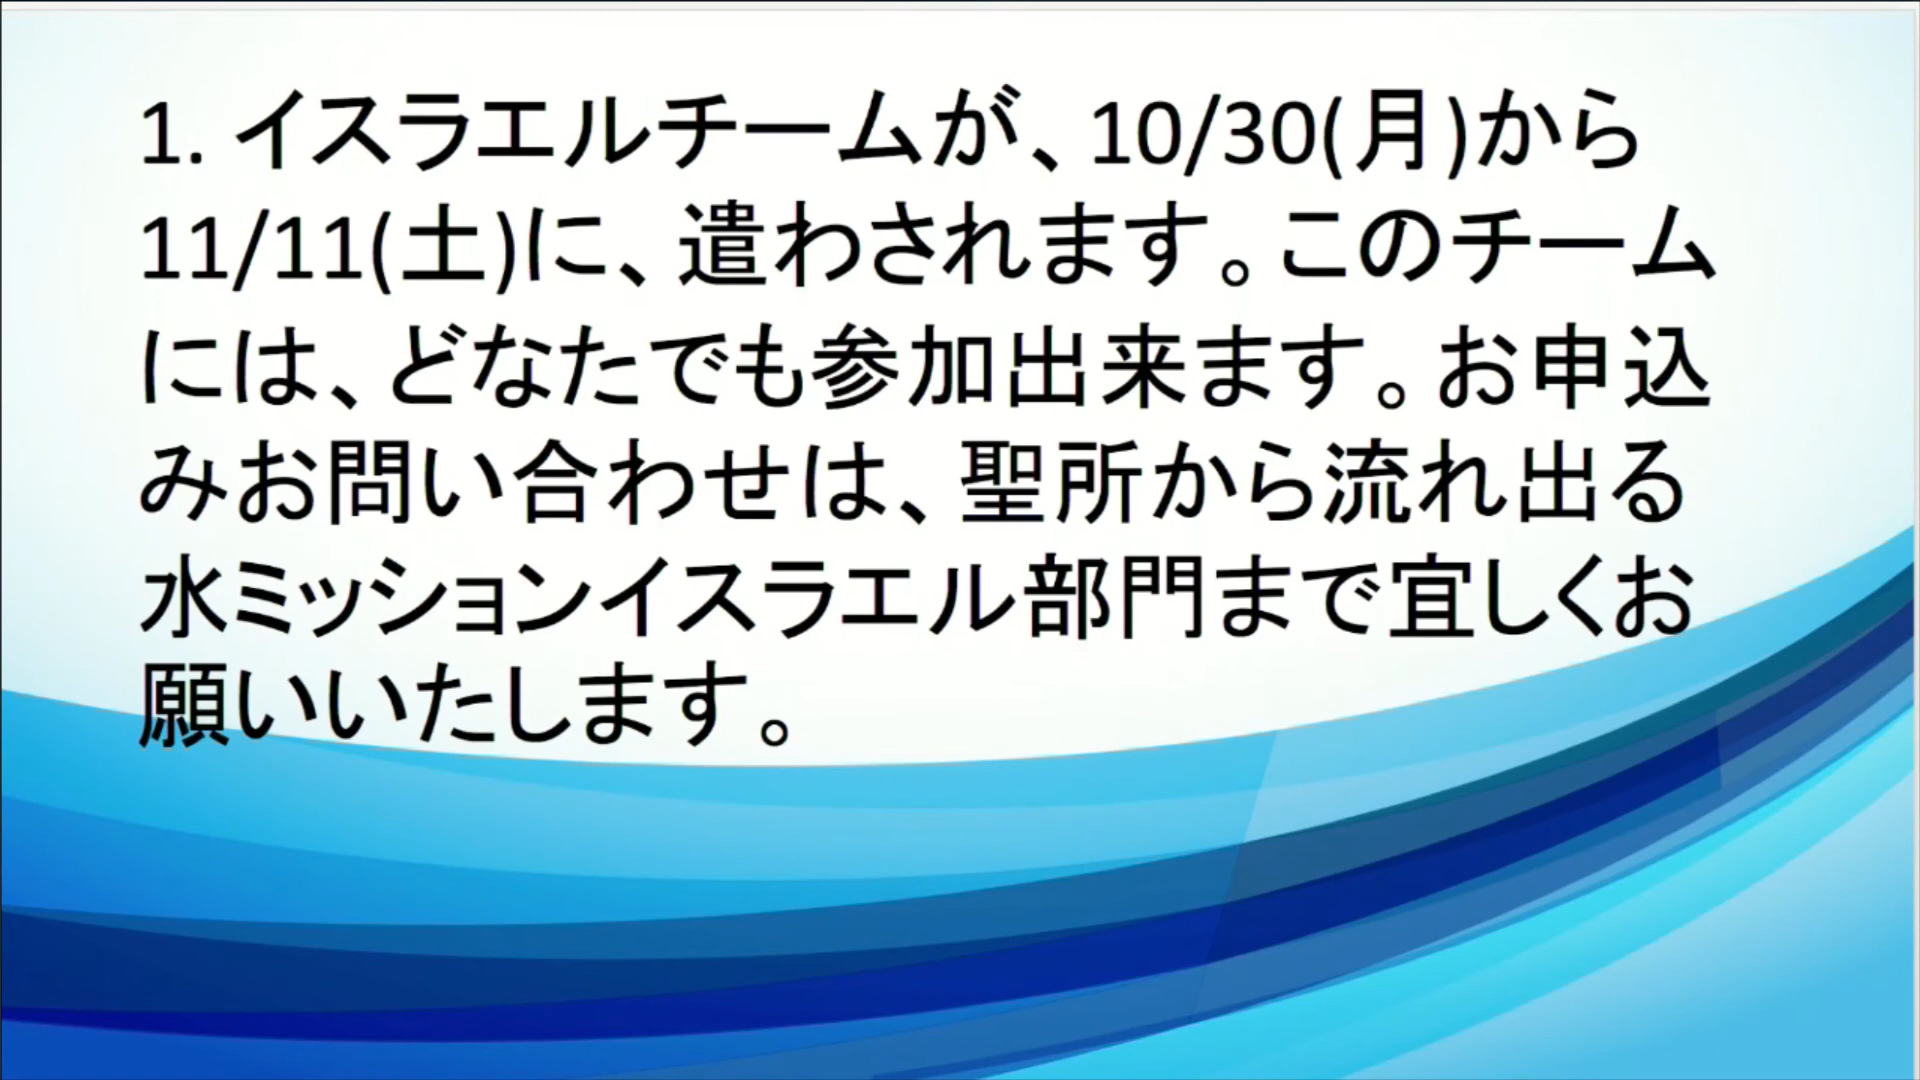 1. イスラエルチームが、10/30(月)から
11/11(土)に、遣わされます。このチーム
には、どなたでも参加出来ます。お申込
みお問い合わせは、聖所から流れ出る
水ミッションイスラエル部門まで宜しくお
願いいたします。